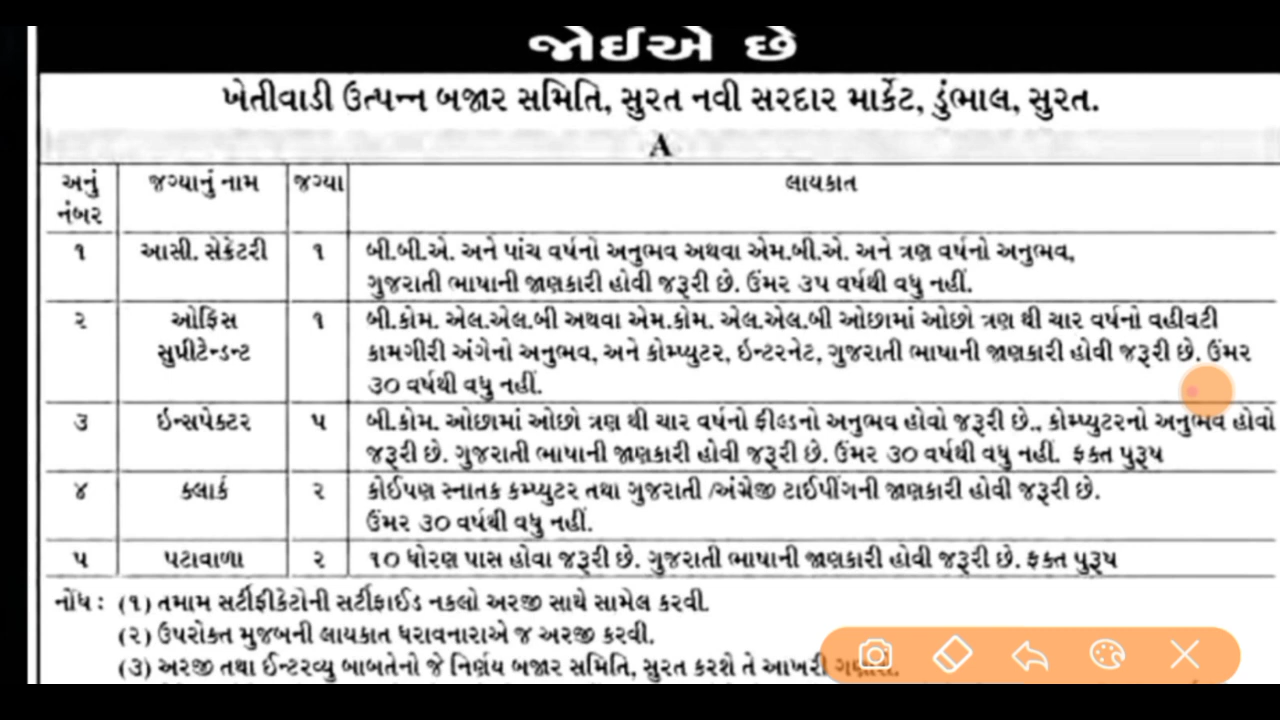 જોઈએ છે
ખેતીવાડી ઉત્પન્ન બજાર સમિતિ, સુરત નવી સરદાર માર્કેટ, ડુંભાલ, સુરત.
A
અનું નંબર જગ્યાનું નામ જગ્યા લાયકાત
૧ આસી. સેક્રેટરી ૧ બી.બી.એ. અને પાંચ વર્ષનો અનુભવ અથવા એમ.બી.એ. અને ત્રણ વર્ષનો અનુભવ,
ગુજરાતી ભાષાની જાણકારી હોવી જરૂરી છે. ઉંમર ૩૫ વર્ષથી વધુ નહીં.
૨ ઓફિસ ૧ બી.કોમ. એલ.એલ.બી અથવા એમ.કોમ. એલ.એલ.બી ઓછામાં ઓછો ત્રણ થી ચાર વર્ષનો વહીવટી
સુપ્રીટેન્ડન્ટ કામગીરી અંગેનો અનુભવ, અને કોમ્પ્યુટર, ઇન્ટરનેટ, ગુજરાતી ભાષાની જાણકારી હોવી જરૂરી છે. ઉંમર
૩૦ વર્ષથી વધુ નહીં.
૩ ઇન્સપેક્ટર ૫ બી.કોમ. ઓછામાં ઓછો ત્રણ થી ચાર વર્ષનો ફીલ્ડનો અનુભવ હોવો જરૂરી છે., કોમ્પ્યુટરનો અનુભવ હોવો
જરૂરી છે. ગુજરાતી ભાષાની જાણકારી હોવી જરૂરી છે. ઉંમર ૩૦ વર્ષથી વધુ નહીં. ફક્ત પુરૂષ
૪ ક્લાર્ક ૨ કોઈપણ સ્નાતક કમ્પ્યુટર તથા ગુજરાતી /અંગ્રેજી ટાઈપીંગની જાણકારી હોવી જરૂરી છે.
ઉંમર ૩૦ વર્ષથી વધુ નહીં.
૫ પટાવાળા ૨ ૧૦ ધોરણ પાસ હોવા જરૂરી છે. ગુજરાતી ભાષાની જાણકારી હોવી જરૂરી છે. ફક્ત પુરૂષ
નોંધ : (૧) તમામ સર્ટીફીકેટોની સર્ટીફાઈડ નકલો અરજી સાથે સામેલ કરવી.
(૨) ઉપરોક્ત મુજબની લાયકાત ધરાવનારાએ જ અરજી કરવી.
(૩) અરજી તથા ઈન્ટરવ્યુ બાબતેનો જે નિર્ણય બજાર સમિતિ, સુરત કરશે તે આખરી ગણાશે.